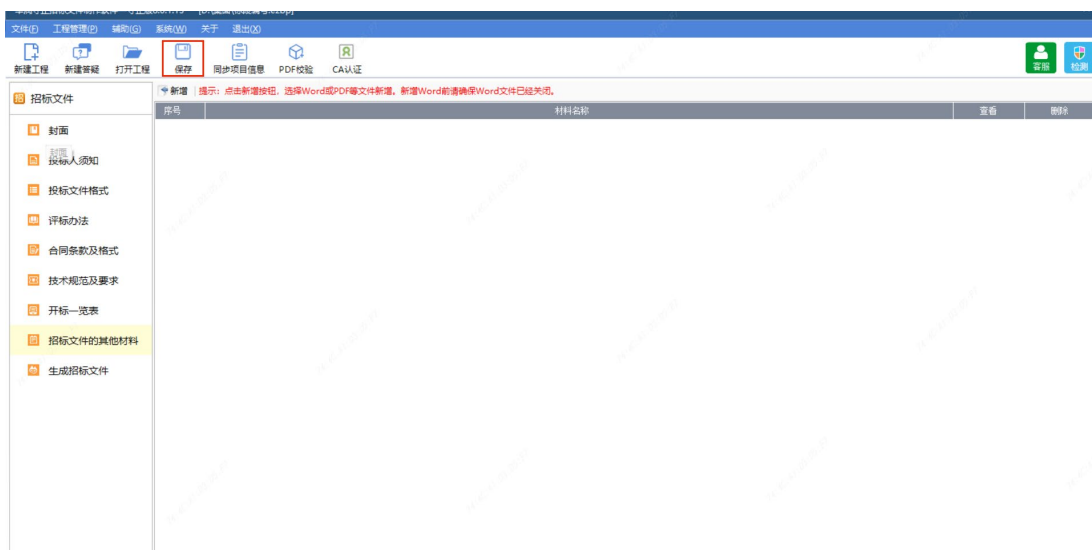 文件(F) 工程管理(P) 辅助(G) 系统(W) 关于 退出(X)
新建工程 新建答疑 打开工程 保存 同步项目信息 PDF校验 CA认证 客服 检测
招 招标文件
新增 提示：点击新增按钮，选择Word或PDF等文件新增。新增Word前请确保Word文件已经关闭。
序号 材料名称 查看 删除
封面
封面
投标人须知
投标文件格式
评标办法
合同条款及格式
技术规范及要求
开标一览表
招标文件的其他材料
生成招标文件